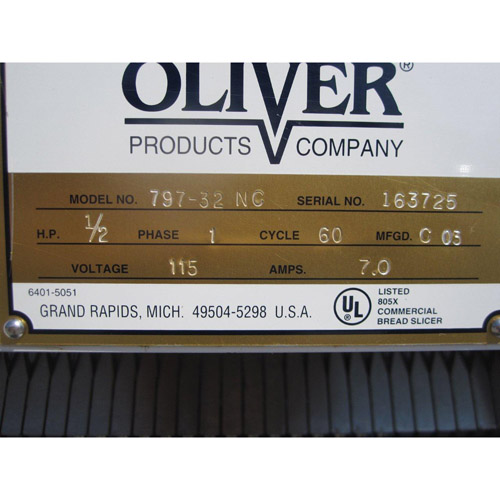 OLIVER®
PRODUCTS COMPANY
MODEL NO. 797-32 NC SERIAL NO. 163725
H.P. 1/2 PHASE 1 CYCLE 60 MFGD. C 03
VOLTAGE 115 AMPS. 7.0
6401-5051
GRAND RAPIDS, MICH. 49504-5298 U.S.A.
UL
LISTED
805X
COMMERCIAL
BREAD SLICER